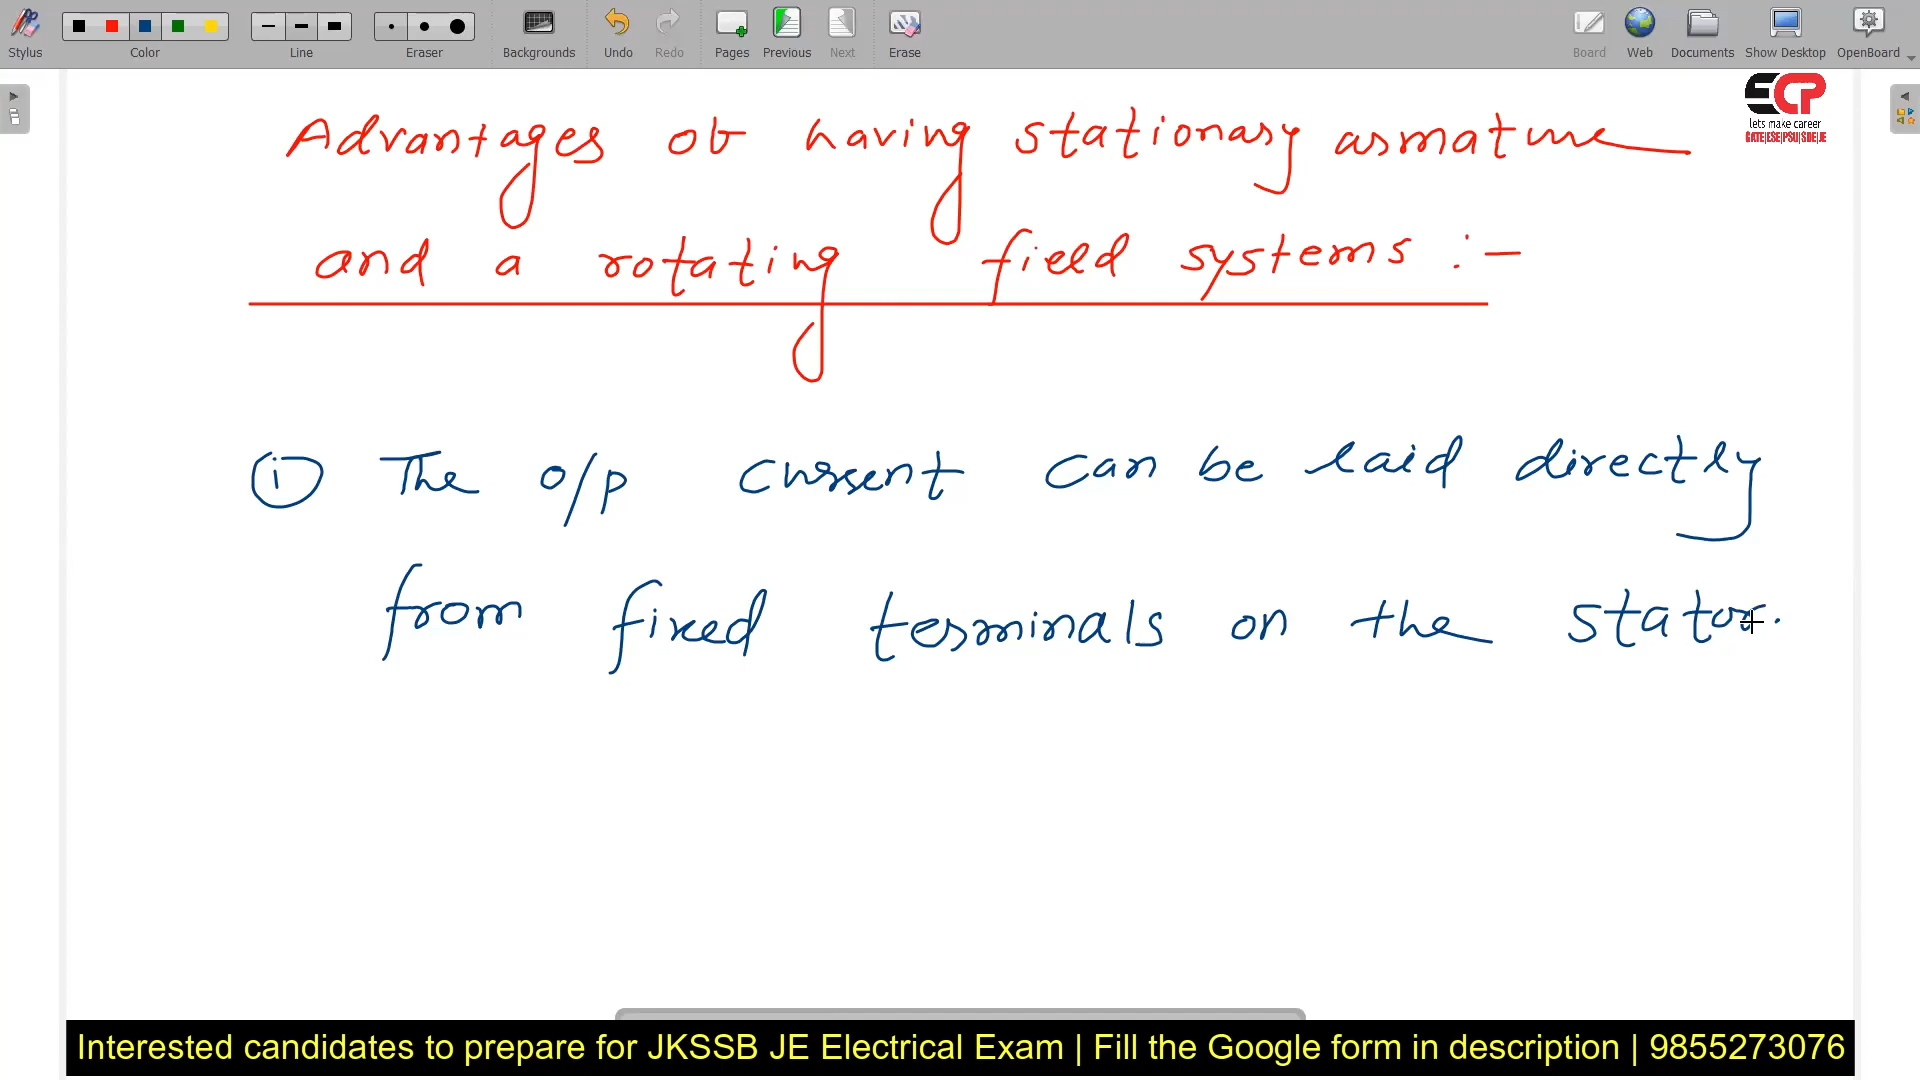 Stylus Color Line Eraser Backgrounds Undo Redo Pages Previous Next Erase Board Web Documents Show Desktop OpenBoard
ECP
lets make career
GATE|ESE|PSU|SDE|JE
Advantages of having stationary armature
and a rotating field systems :-
(i) The o/p current can be laid directly
from fixed terminals on the stator.
Interested candidates to prepare for JKSSB JE Electrical Exam | Fill the Google form in description | 9855273076